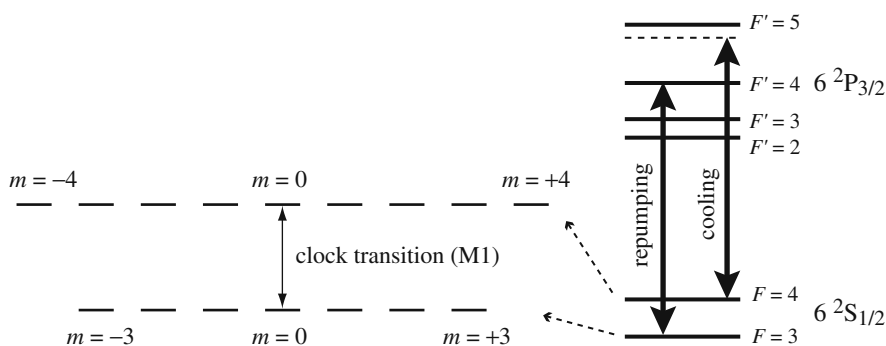 F′ = 5
F′ = 4
6 ²P₃/₂
F′ = 3
F′ = 2
m = −4
m = 0
m = +4
repumping
cooling
clock transition (M1)
F = 4
6 ²S₁/₂
F = 3
m = −3
m = 0
m = +3